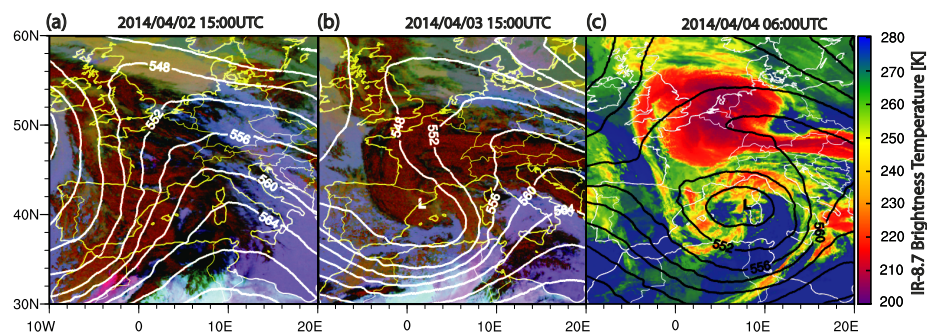 (a) 2014/04/02 15:00UTC (b) 2014/04/03 15:00UTC (c) 2014/04/04 06:00UTC
60N
50N
40N
30N
10W 0 10E 20E 0 10E 20E 0 10E 20E
548
552
556
560
564
548
552
556
560
564
L
L
552
556
560
280
270
260
250
240
230
220
210
200
IR-8.7 Brightness Temperature [K]